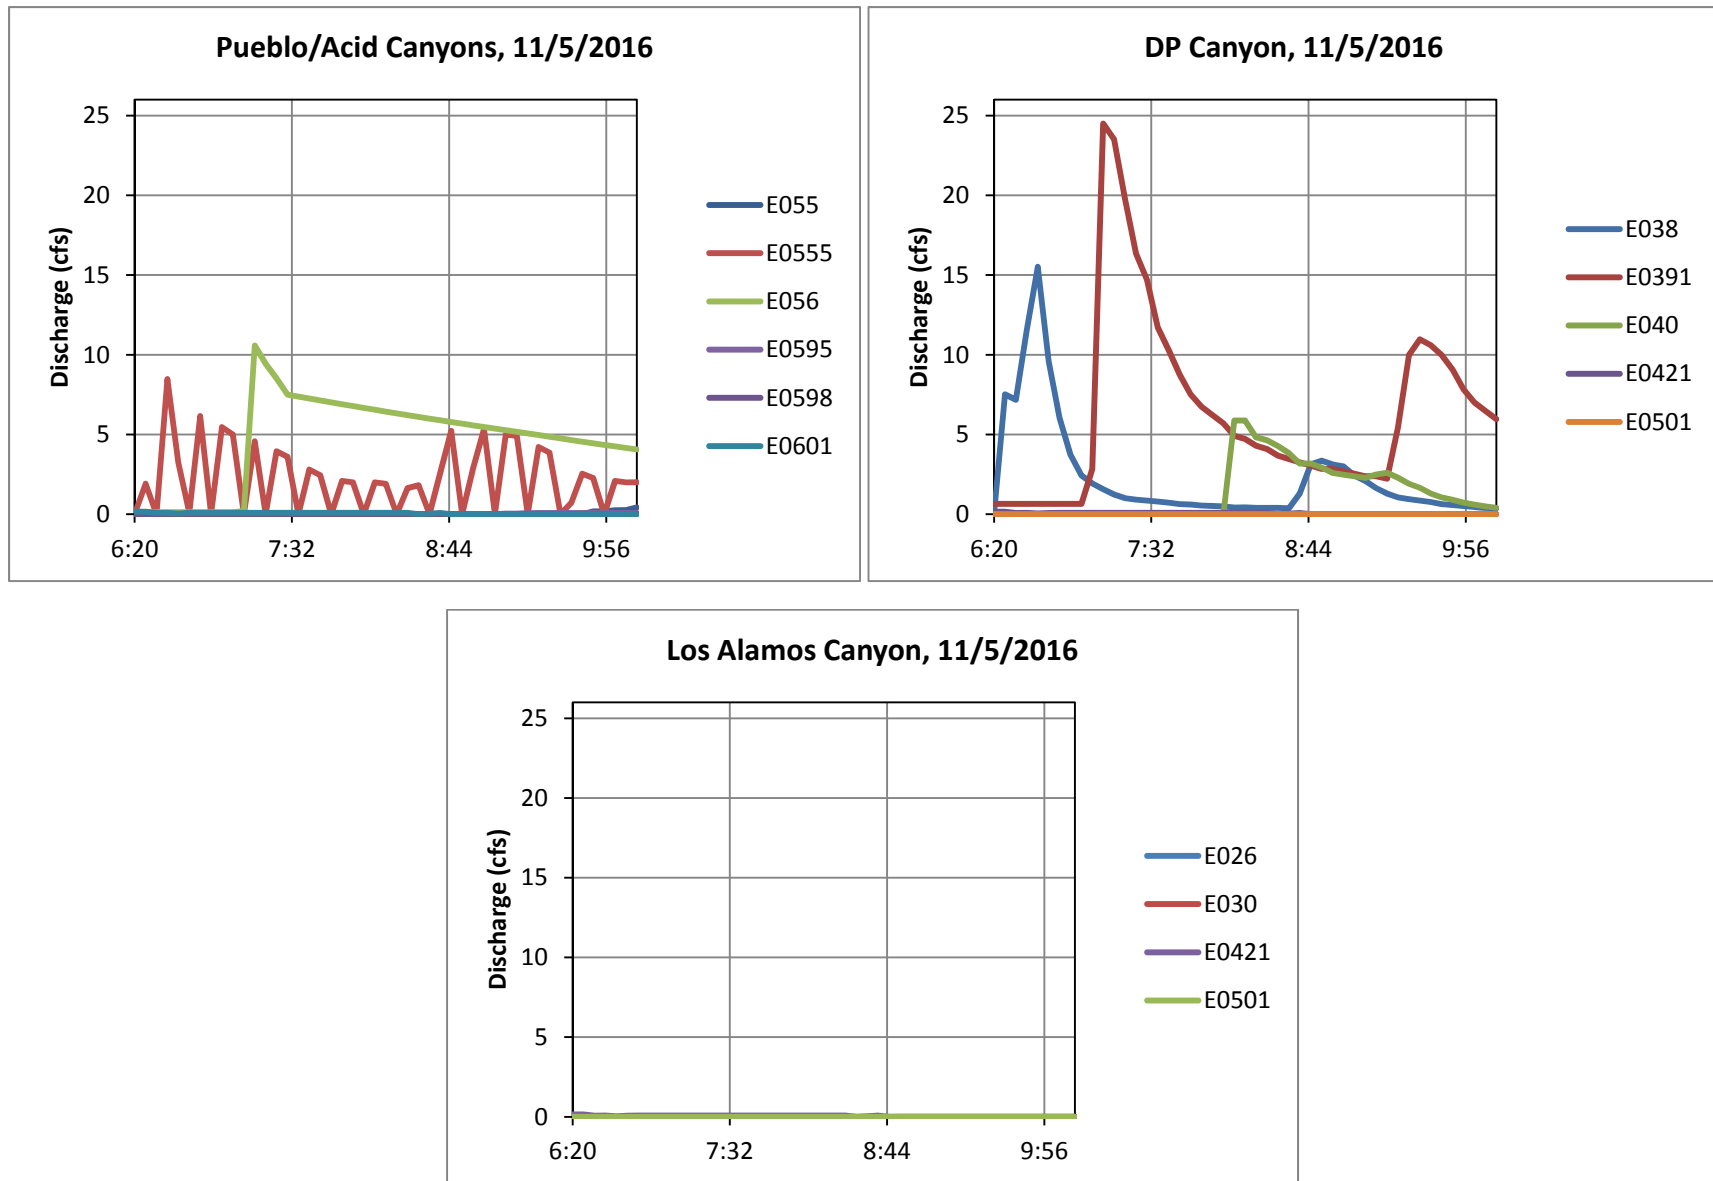 Pueblo/Acid Canyons, 11/5/2016
Discharge (cfs)
25
20
15
10
5
0
6:20 7:32 8:44 9:56
E055
E0555
E056
E0595
E0598
E0601
DP Canyon, 11/5/2016
Discharge (cfs)
25
20
15
10
5
0
6:20 7:32 8:44 9:56
E038
E0391
E040
E0421
E0501
Los Alamos Canyon, 11/5/2016
Discharge (cfs)
25
20
15
10
5
0
6:20 7:32 8:44 9:56
E026
E030
E0421
E0501